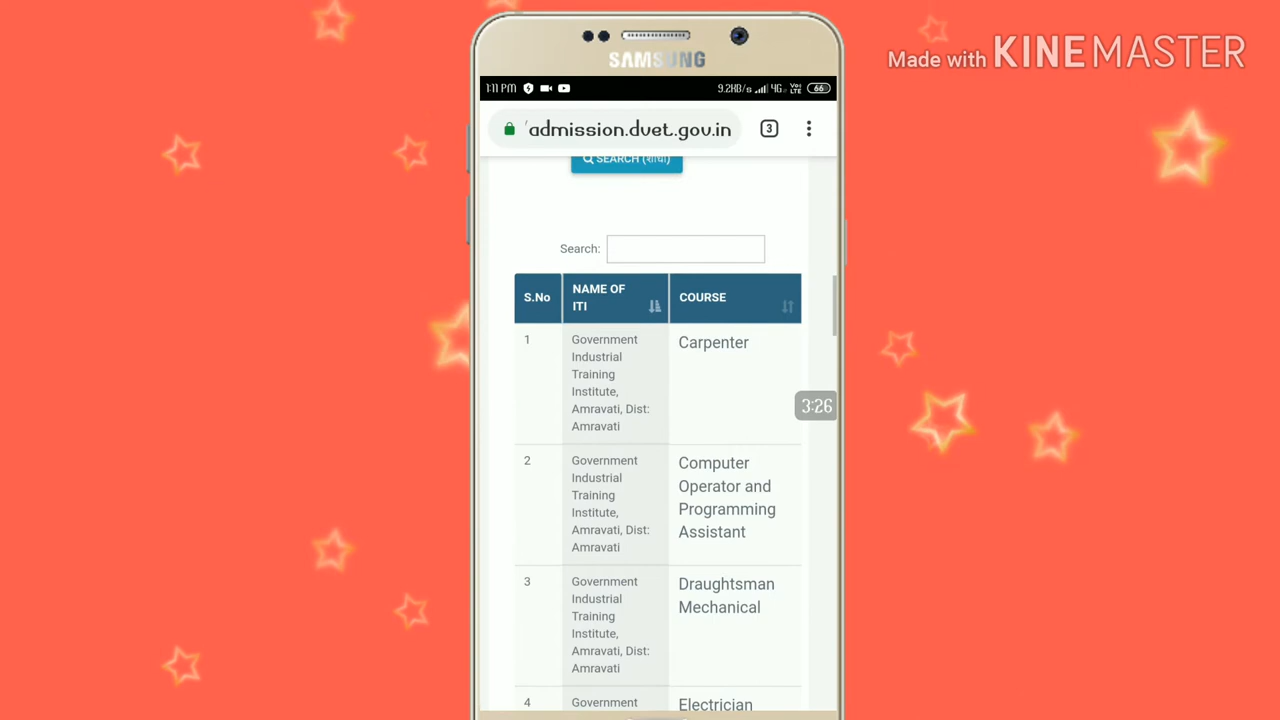 Made with KINEMASTER
SAMSUNG
1:11 PM 9.2KB/s 4G Vo) LTE 66
admission.dvet.gov.in 3
SEARCH (शोधा)
Search:
S.No NAME OF ITI COURSE
1 Government Industrial Training Institute, Amravati, Dist: Amravati Carpenter
3:26
2 Government Industrial Training Institute, Amravati, Dist: Amravati Computer Operator and Programming Assistant
3 Government Industrial Training Institute, Amravati, Dist: Amravati Draughtsman Mechanical
4 Government Electrician